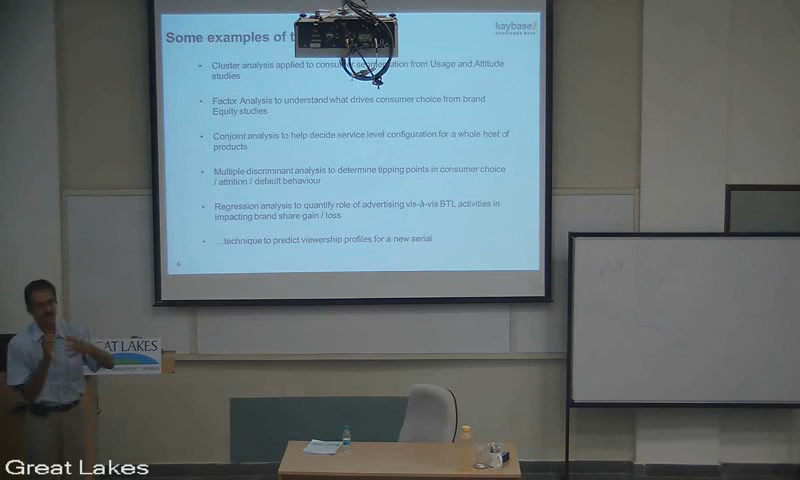 kaybase
Some examples of t
• Cluster analysis applied to consumer segmentation from Usage and Attitude
studies
• Factor Analysis to understand what drives consumer choice from brand
Equity studies
• Conjoint analysis to help decide service level configuration for a whole host of
products
• Multiple discriminant analysis to determine tipping points in consumer choice
/ attrition / default behaviour
• Regression analysis to quantify role of advertising vis-à-vis BTL activities in
impacting brand share gain / loss
• …technique to predict viewership profiles for a new serial
EAT LAKES
Great Lakes